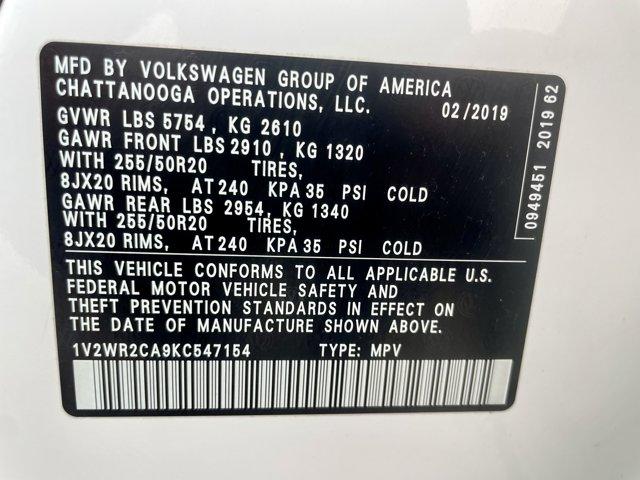 MFD BY VOLKSWAGEN GROUP OF AMERICA
CHATTANOOGA OPERATIONS, LLC.
02/2019
GVWR LBS 5754, KG 2610
GAWR FRONT LBS 2910, KG 1320
WITH 255/50R20 TIRES,
8JX20 RIMS, AT 240 KPA 35 PSI COLD
GAWR REAR LBS 2954, KG 1340
WITH 255/50R20 TIRES,
8JX20 RIMS, AT 240 KPA 35 PSI COLD
THIS VEHICLE CONFORMS TO ALL APPLICABLE U.S.
FEDERAL MOTOR VEHICLE SAFETY AND
THEFT PREVENTION STANDARDS IN EFFECT ON
THE DATE OF MANUFACTURE SHOWN ABOVE.
1V2WR2CA9KC547154 TYPE: MPV
0949451 2019 62